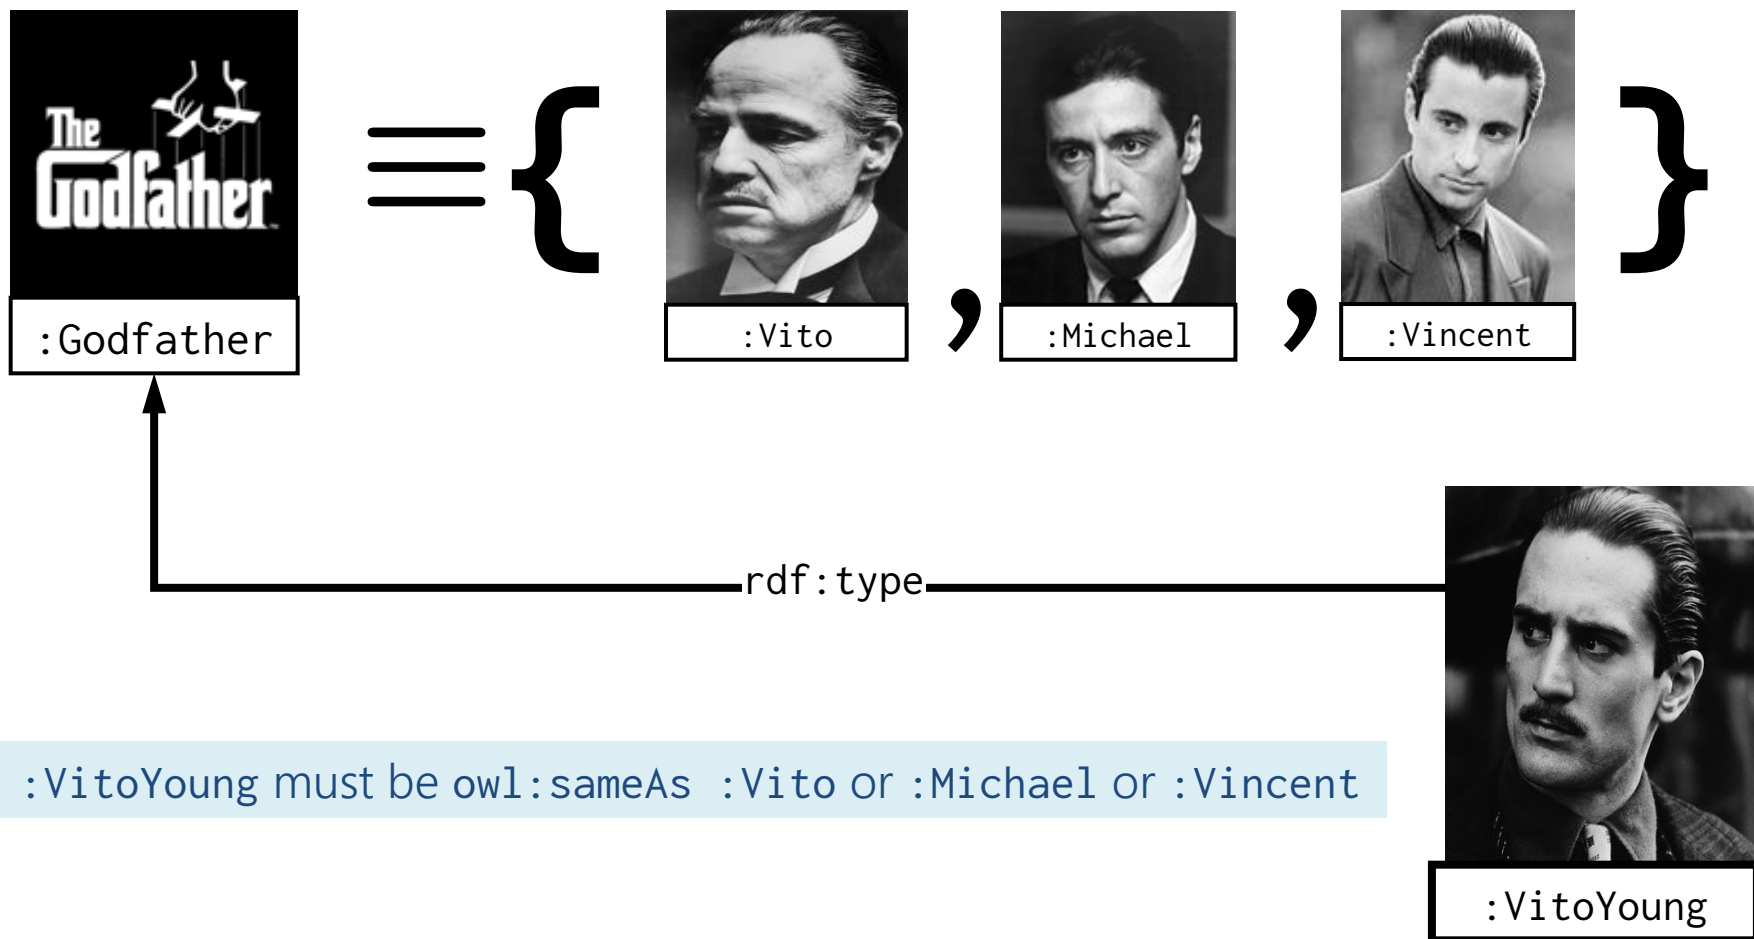 The
Godfather
≡ { , , }
:Godfather
:Vito
:Michael
:Vincent
rdf:type
:VitoYoung must be owl:sameAs :Vito or :Michael or :Vincent
:VitoYoung